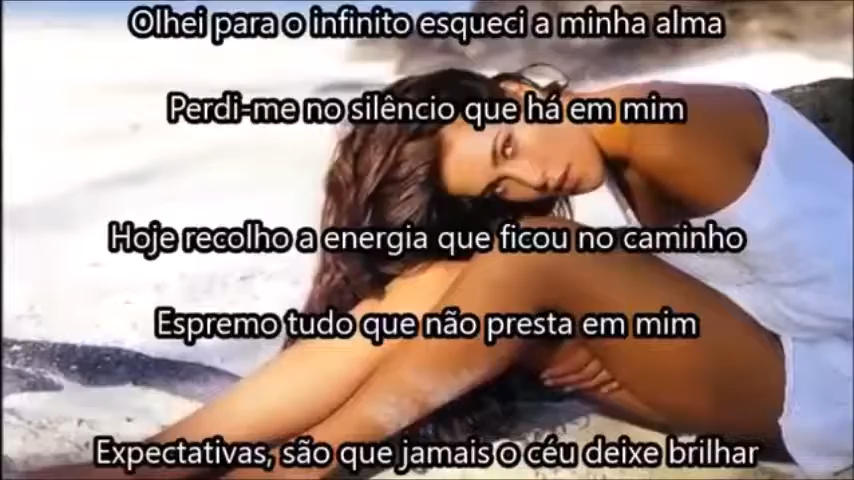 Olhei para o infinito esqueci a minha alma
Perdi-me no silêncio que há em mim
Hoje recolho a energia que ficou no caminho
Espremo tudo que não presta em mim
Expectativas, são que jamais o céu deixe brilhar